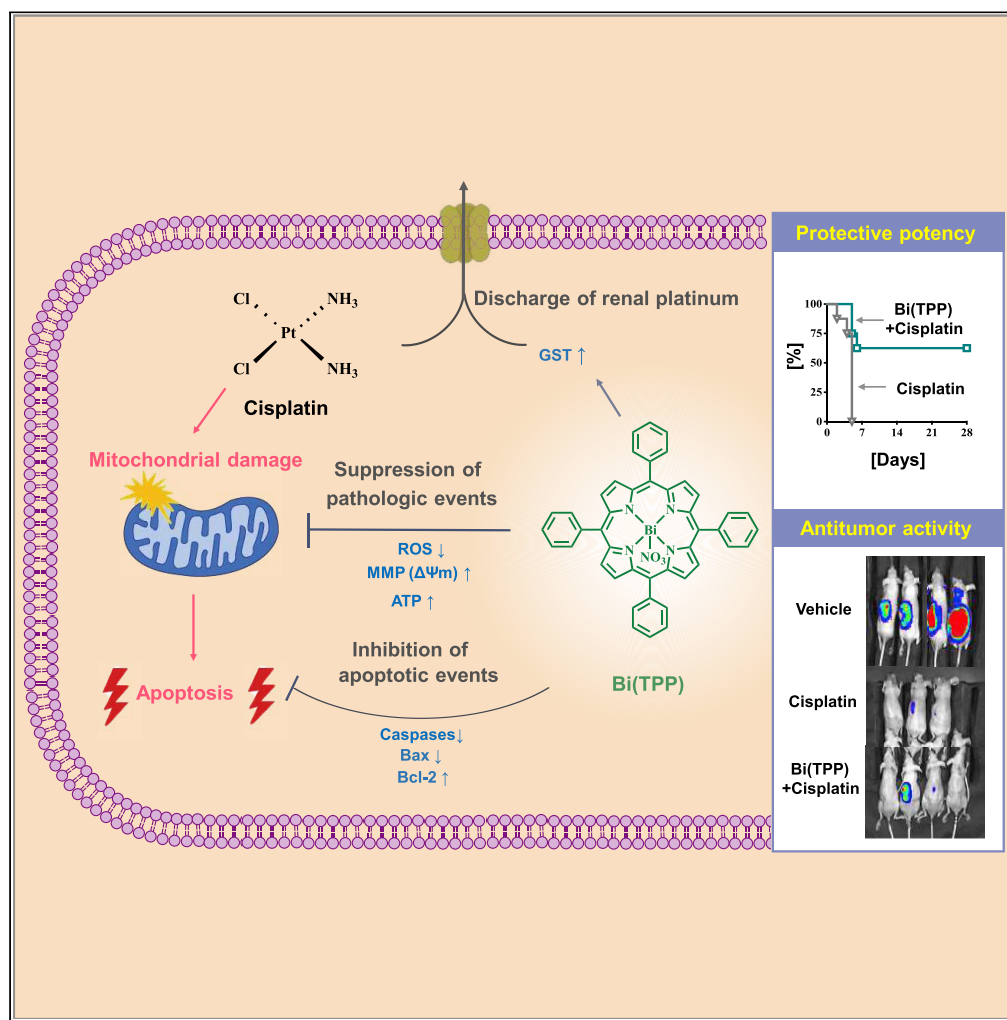 Protective potency
100
75
50
25
0
[%]
0
7
14
21
28
[Days]
Bi(TPP)
+Cisplatin
Cisplatin
Cl
NH3
Pt
Cl
NH3
Cisplatin
Discharge of renal platinum
GST ↑
Mitochondrial damage
Suppression of
pathologic events
ROS ↓
MMP (ΔΨm) ↑
ATP ↑
N
N
Bi
N
NO3
N
Bi(TPP)
Inhibition of
apoptotic events
Apoptosis
Caspases↓
Bax ↓
Bcl-2 ↑
Antitumor activity
Vehicle
Cisplatin
Bi(TPP)
+Cisplatin